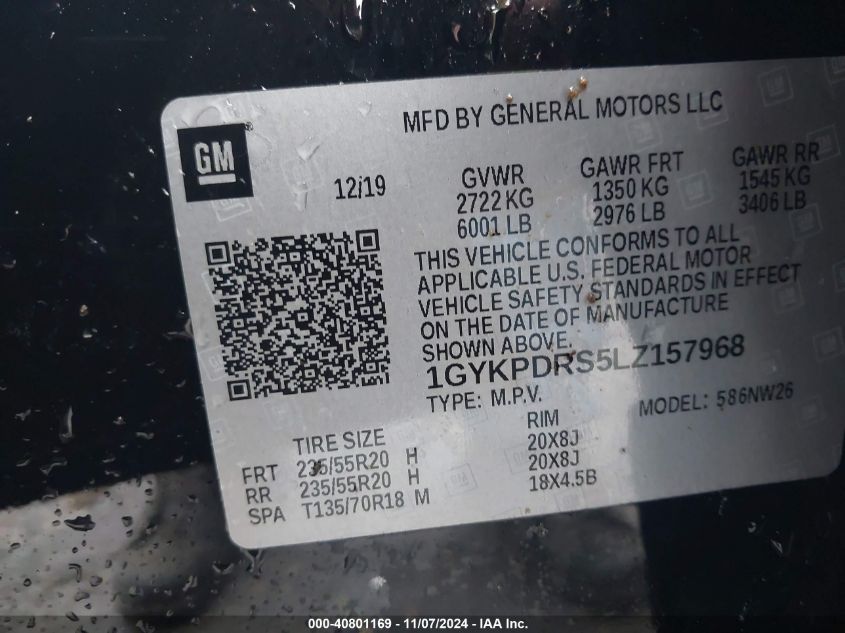 MFD BY GENERAL MOTORS LLC
GM
12/19
GVWR
2722 KG
6001 LB
GAWR FRT
1350 KG
2976 LB
GAWR RR
1545 KG
3406 LB
THIS VEHICLE CONFORMS TO ALL
APPLICABLE U.S. FEDERAL MOTOR
VEHICLE SAFETY STANDARDS IN EFFECT
ON THE DATE OF MANUFACTURE
SHOWN ABOVE.
1GYKPDRS5LZ157968
TYPE: M.P.V.
MODEL: 586NW26
TIRE SIZE RIM
FRT 235/55R20 H 20X8J
RR 235/55R20 H 20X8J
SPA T135/70R18 M 18X4.5B
000-40801169 - 11/07/2024 - IAA Inc.